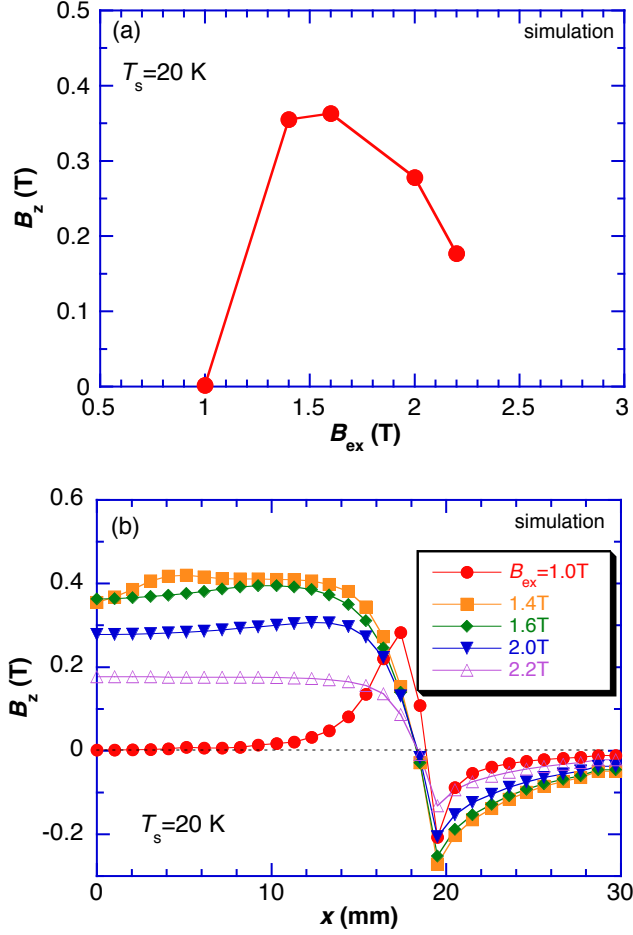 (a)
simulation
T_s=20 K
0.5
0.4
0.3
0.2
0.1
0
B_z (T)
0.5 1 1.5 2 2.5 3
B_ex (T)
(b)
simulation
0.6
0.4
0.2
0
-0.2
B_z (T)
B_ex=1.0T
1.4T
1.6T
2.0T
2.2T
T_s=20 K
0 10 20 30
x (mm)